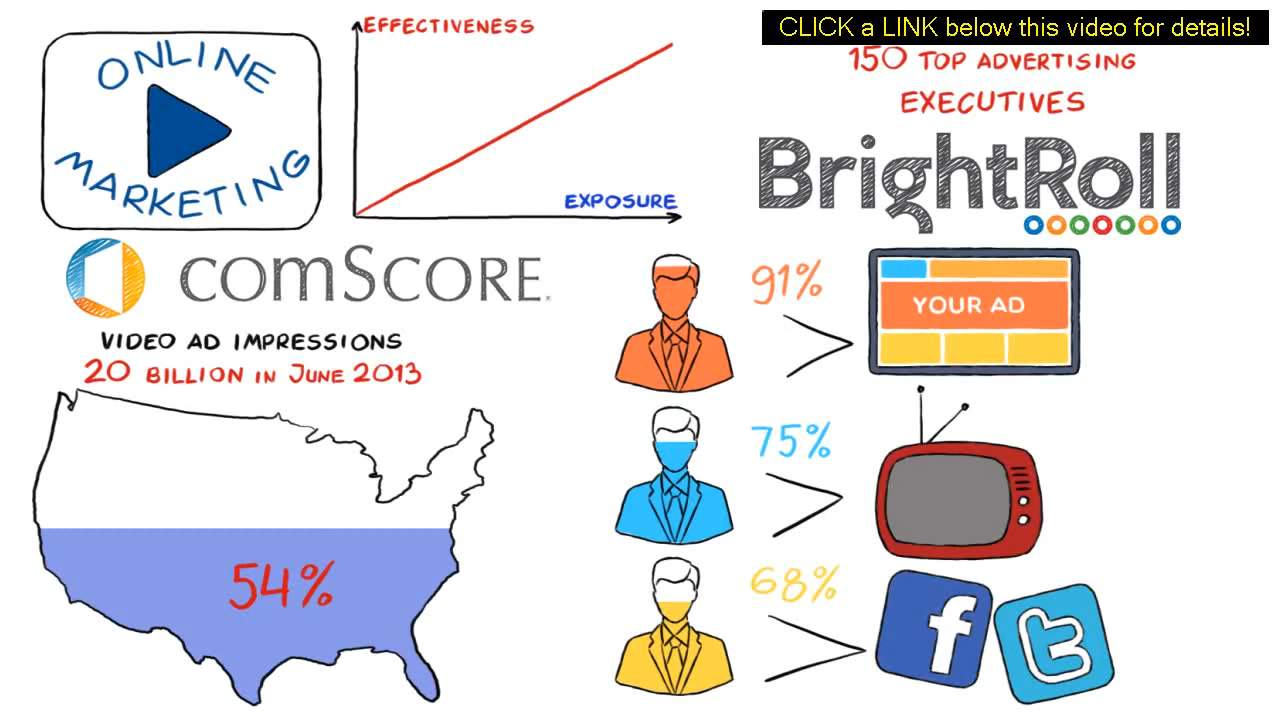 CLICK a LINK below this video for details!
ONLINE
MARKETING
EFFECTIVENESS
EXPOSURE
150 TOP ADVERTISING
EXECUTIVES
BrightRoll
comScore
VIDEO AD IMPRESSIONS
20 BILLION IN JUNE 2013
54%
91%
YOUR AD
75%
68%
f
t